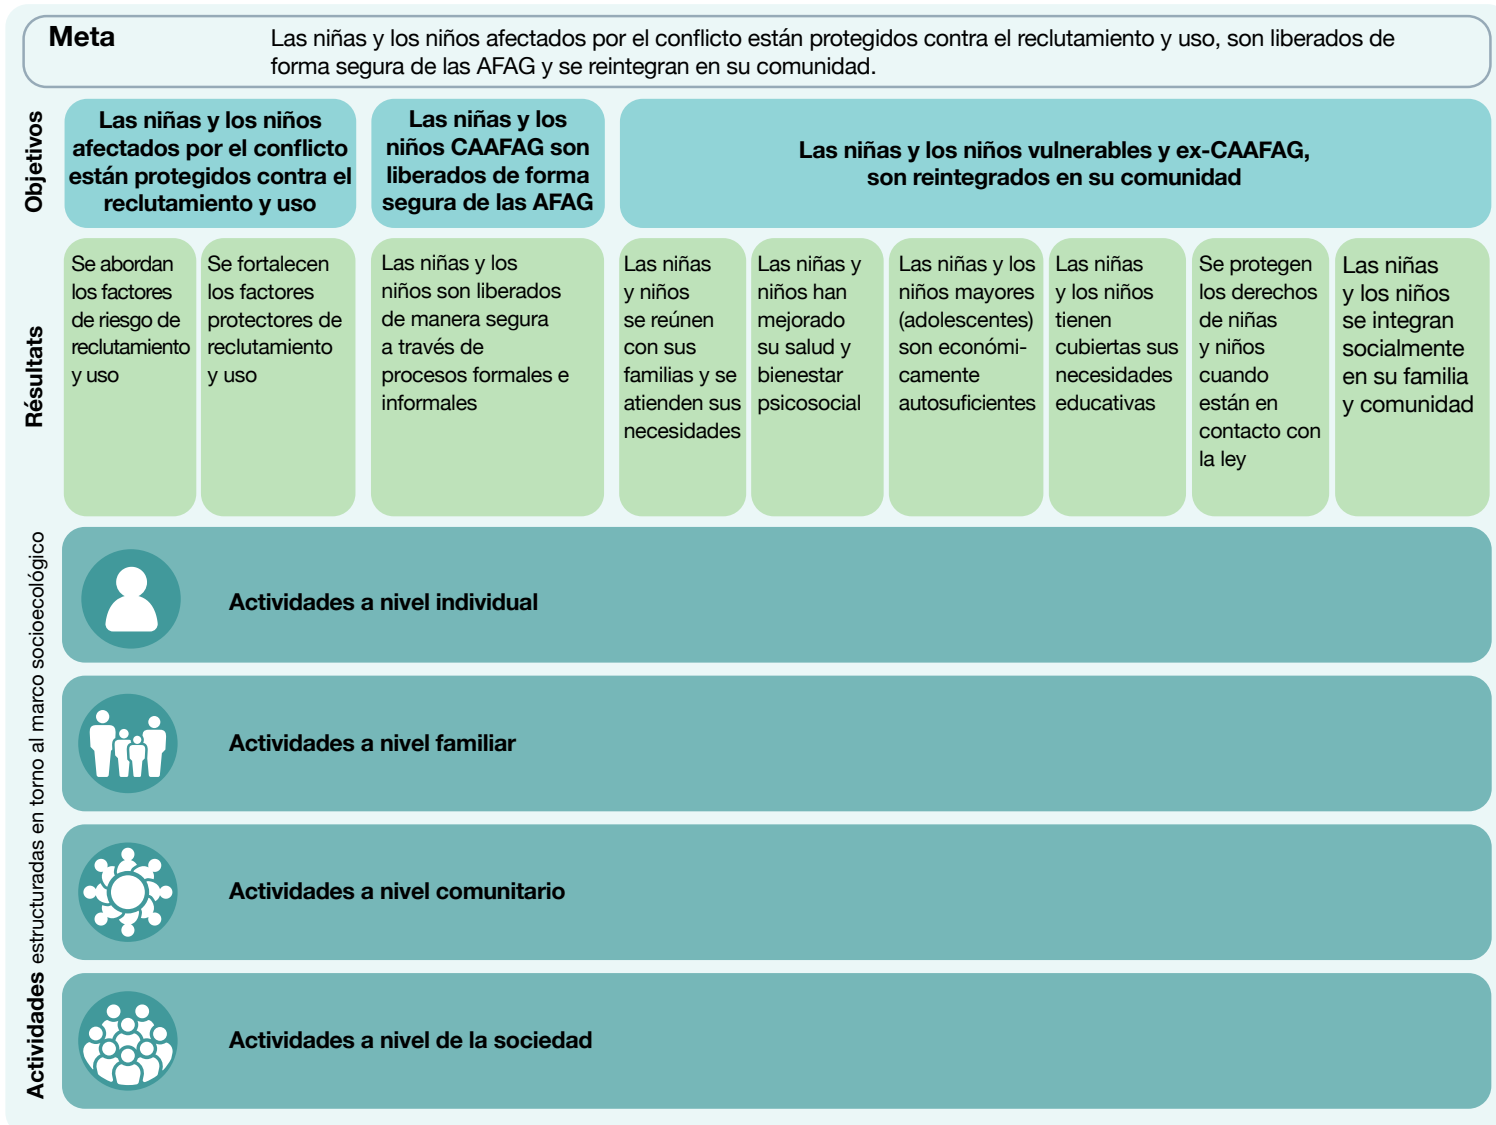 Meta
Las niñas y los niños afectados por el conflicto están protegidos contra el reclutamiento y uso, son liberados de
forma segura de las AFAG y se reintegran en su comunidad.
Objetivos
Las niñas y los niños
afectados por el conflicto
están protegidos contra el
reclutamiento y uso
Las niñas y los
niños CAAFAG son
liberados de forma
segura de las AFAG
Las niñas y los niños vulnerables y ex-CAAFAG,
son reintegrados en su comunidad
Résultats
Se abordan
los factores
de riesgo de
reclutamiento
y uso
Se fortalecen
los factores
protectores de
reclutamiento
y uso
Las niñas y los
niños son liberados
de manera segura
a través de
procesos formales e
informales
Las niñas
y niños
se reúnen
con sus
familias y se
atienden sus
necesidades
Las niñas y
niños han
mejorado
su salud y
bienestar
psicosocial
Las niñas y los
niños mayores
(adolescentes)
son económi-
camente
autosuficientes
Las niñas
y los niños
tienen
cubiertas sus
necesidades
educativas
Se protegen
los derechos
de niñas
y niños
cuando
están en
contacto con
la ley
Las niñas
y los niños
se integran
socialmente
en su familia
y comunidad
Actividades estructuradas en torno al marco socioecológico
Actividades a nivel individual
Actividades a nivel familiar
Actividades a nivel comunitario
Actividades a nivel de la sociedad